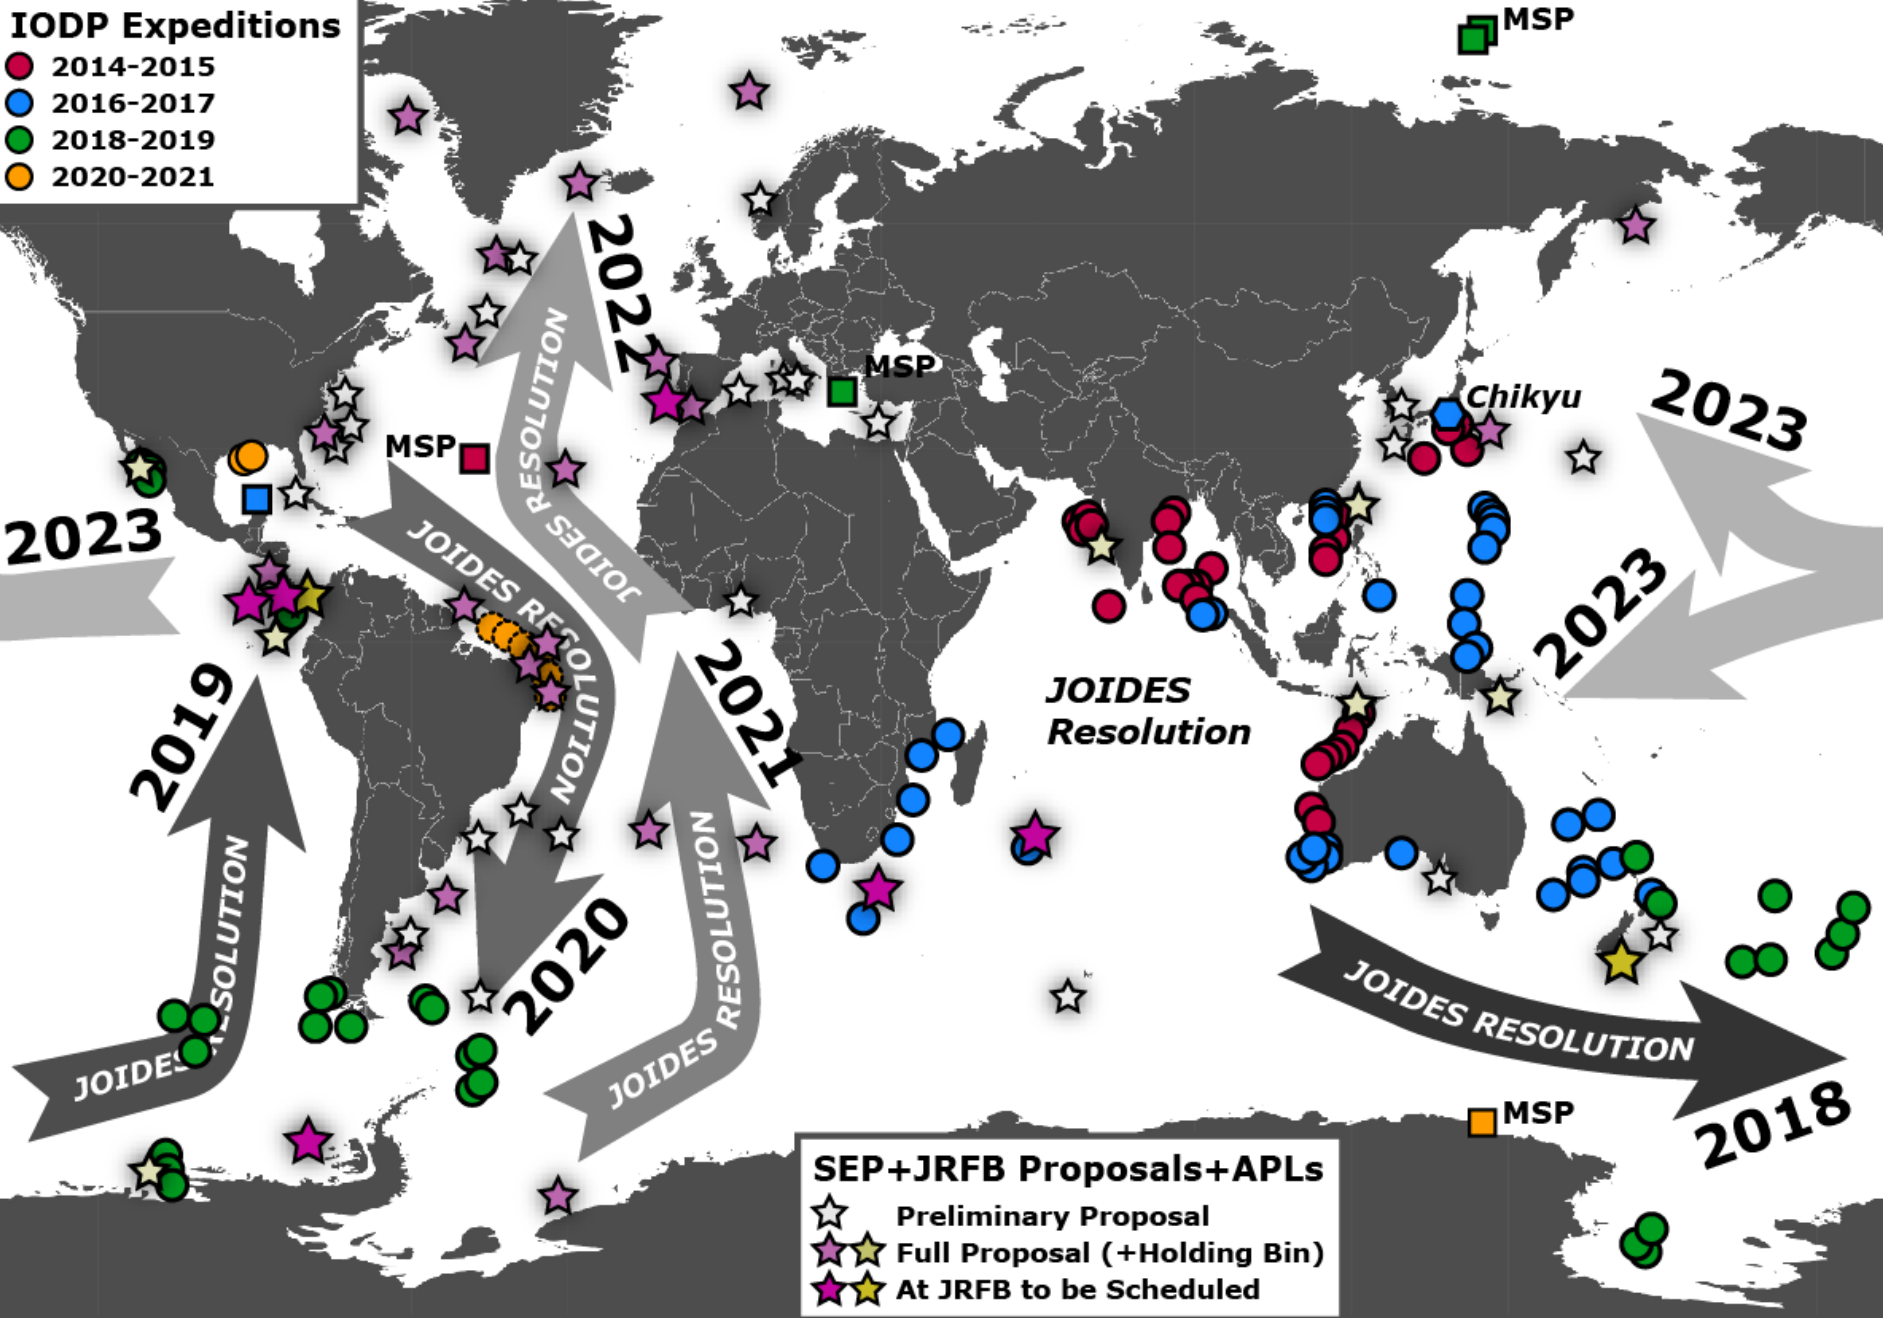 IODP Expeditions
2014-2015
2016-2017
2018-2019
2020-2021
MSP
2022
MSP
Chikyu
2023
MSP
JOIDES RESOLUTION
2023
JOIDES RESOLUTION
2023
2019
2021
JOIDES
Resolution
JOIDES RESOLUTION
JOIDES RESOLUTION
2020
JOIDES RESOLUTION
2018
MSP
SEP+JRFB Proposals+APLs
Preliminary Proposal
Full Proposal (+Holding Bin)
At JRFB to be Scheduled